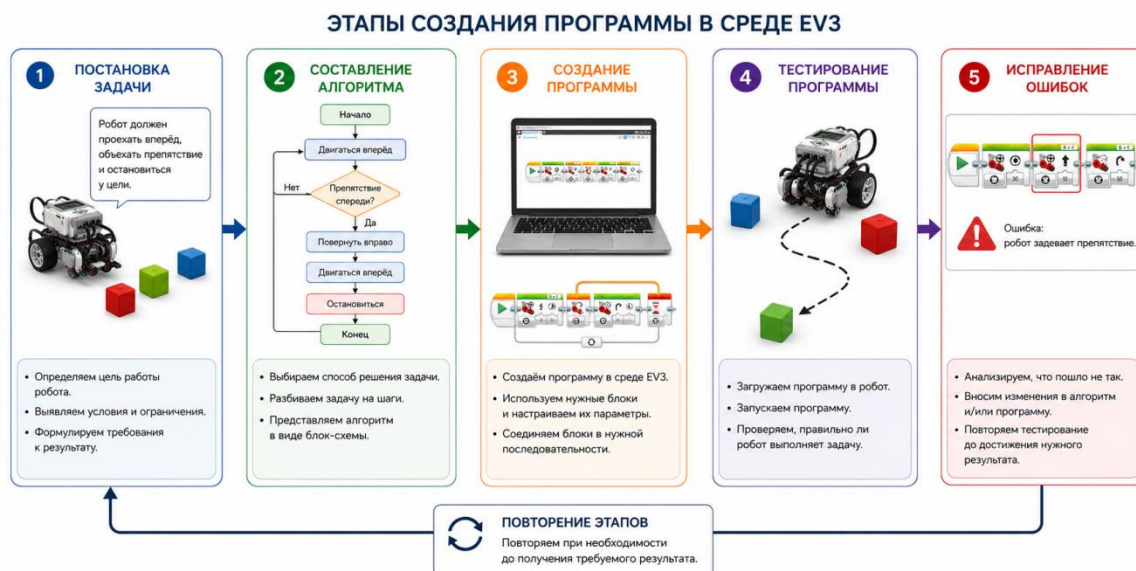 ЭТАПЫ СОЗДАНИЯ ПРОГРАММЫ В СРЕДЕ EV3
1
ПОСТАНОВКА
ЗАДАЧИ
Робот должен
проехать вперёд,
объехать препятствие
и остановиться
у цели.
• Определяем цель работы
робота.
• Выявляем условия и ограничения.
• Формулируем требования
к результату.
2
СОСТАВЛЕНИЕ
АЛГОРИТМА
Начало
Двигаться вперёд
Нет
Препятствие
спереди?
Да
Повернуть вправо
Двигаться вперёд
Остановиться
Конец
• Выбираем способ решения задачи.
• Разбиваем задачу на шаги.
• Представляем алгоритм
в виде блок-схемы.
3
СОЗДАНИЕ
ПРОГРАММЫ
• Создаём программу в среде EV3.
• Используем нужные блоки
и настраиваем их параметры.
• Соединяем блоки в нужной
последовательности.
4
ТЕСТИРОВАНИЕ
ПРОГРАММЫ
• Загружаем программу в робот.
• Запускаем программу.
• Проверяем, правильно ли
робот выполняет задачу.
5
ИСПРАВЛЕНИЕ
ОШИБОК
Ошибка:
робот задевает препятствие.
• Анализируем, что пошло не так.
• Вносим изменения в алгоритм
и/или программу.
• Повторяем тестирование
до достижения нужного
результата.
ПОВТОРЕНИЕ ЭТАПОВ
Повторяем при необходимости
до получения требуемого результата.